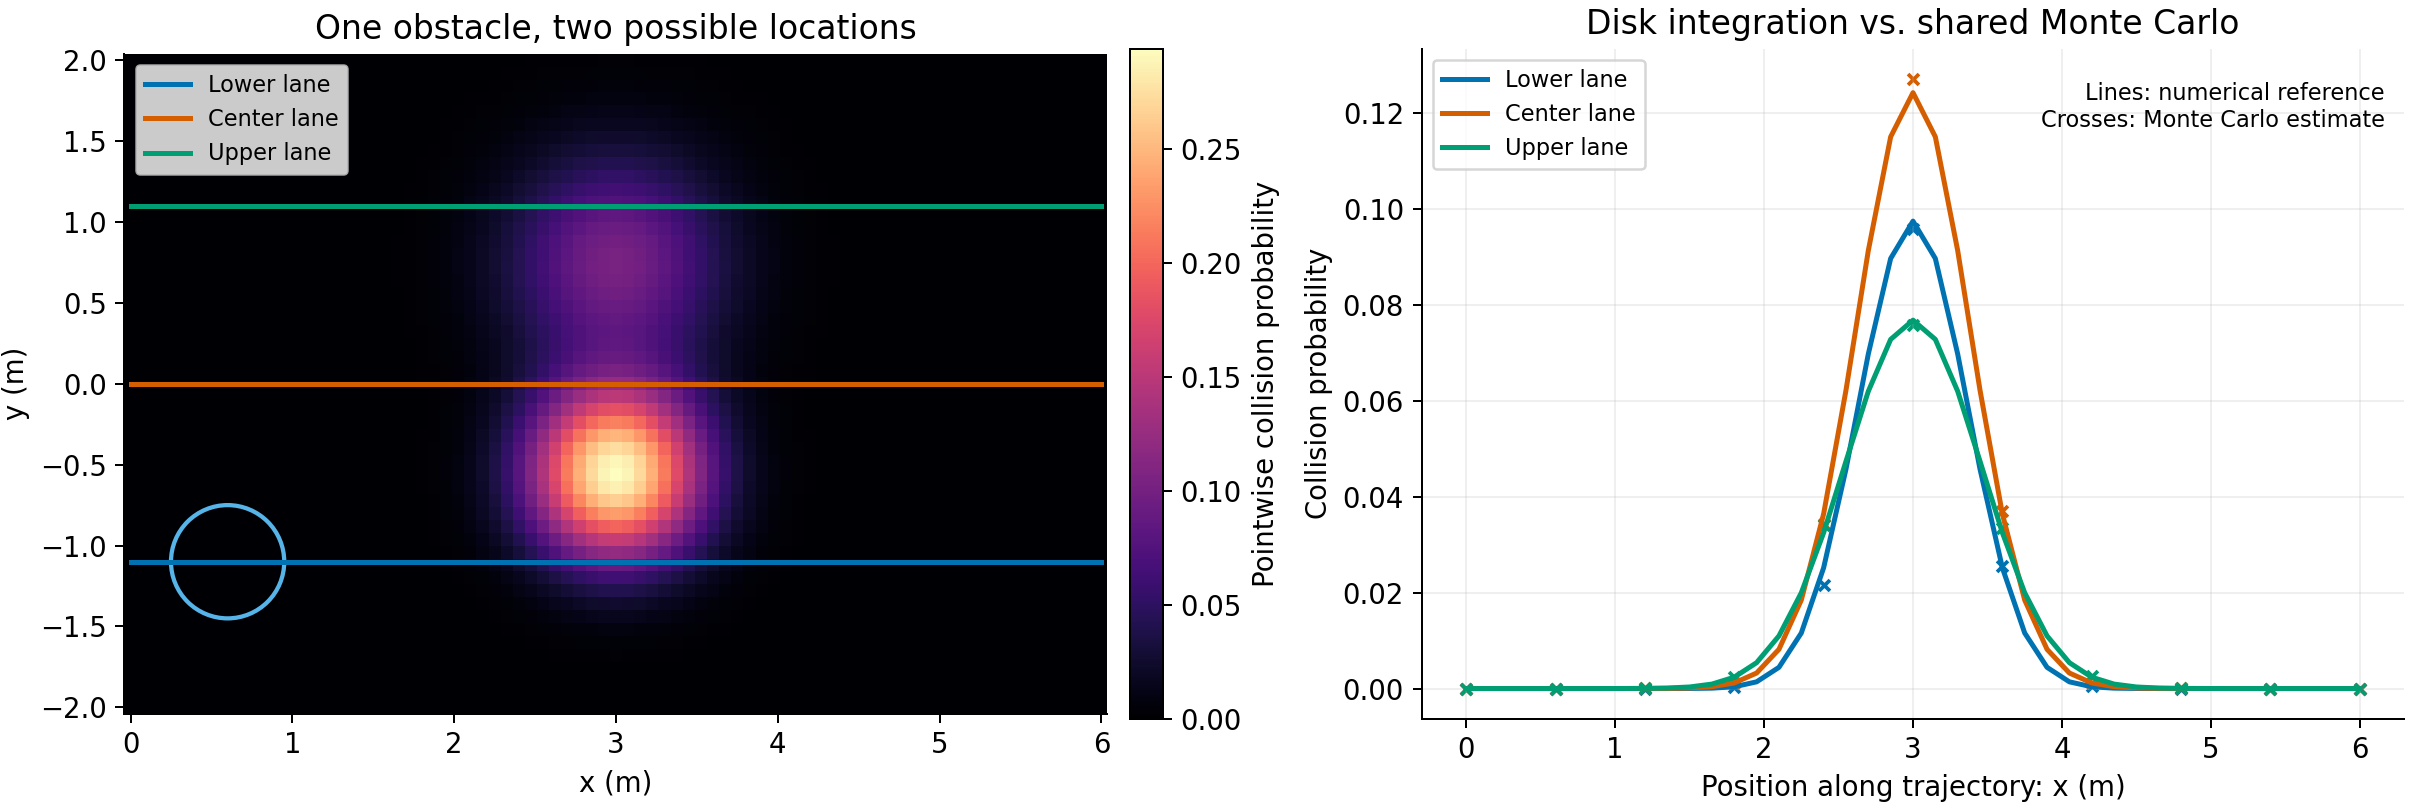 One obstacle, two possible locations
Lower lane
Center lane
Upper lane
2.0
1.5
1.0
0.5
0.0
−0.5
−1.0
−1.5
−2.0
y (m)
0 1 2 3 4 5 6
x (m)
0.25
0.20
0.15
0.10
0.05
0.00
Pointwise collision probability
Disk integration vs. shared Monte Carlo
Lower lane
Center lane
Upper lane
Lines: numerical reference
Crosses: Monte Carlo estimate
0.12
0.10
0.08
0.06
0.04
0.02
0.00
Collision probability
0 1 2 3 4 5 6
Position along trajectory: x (m)